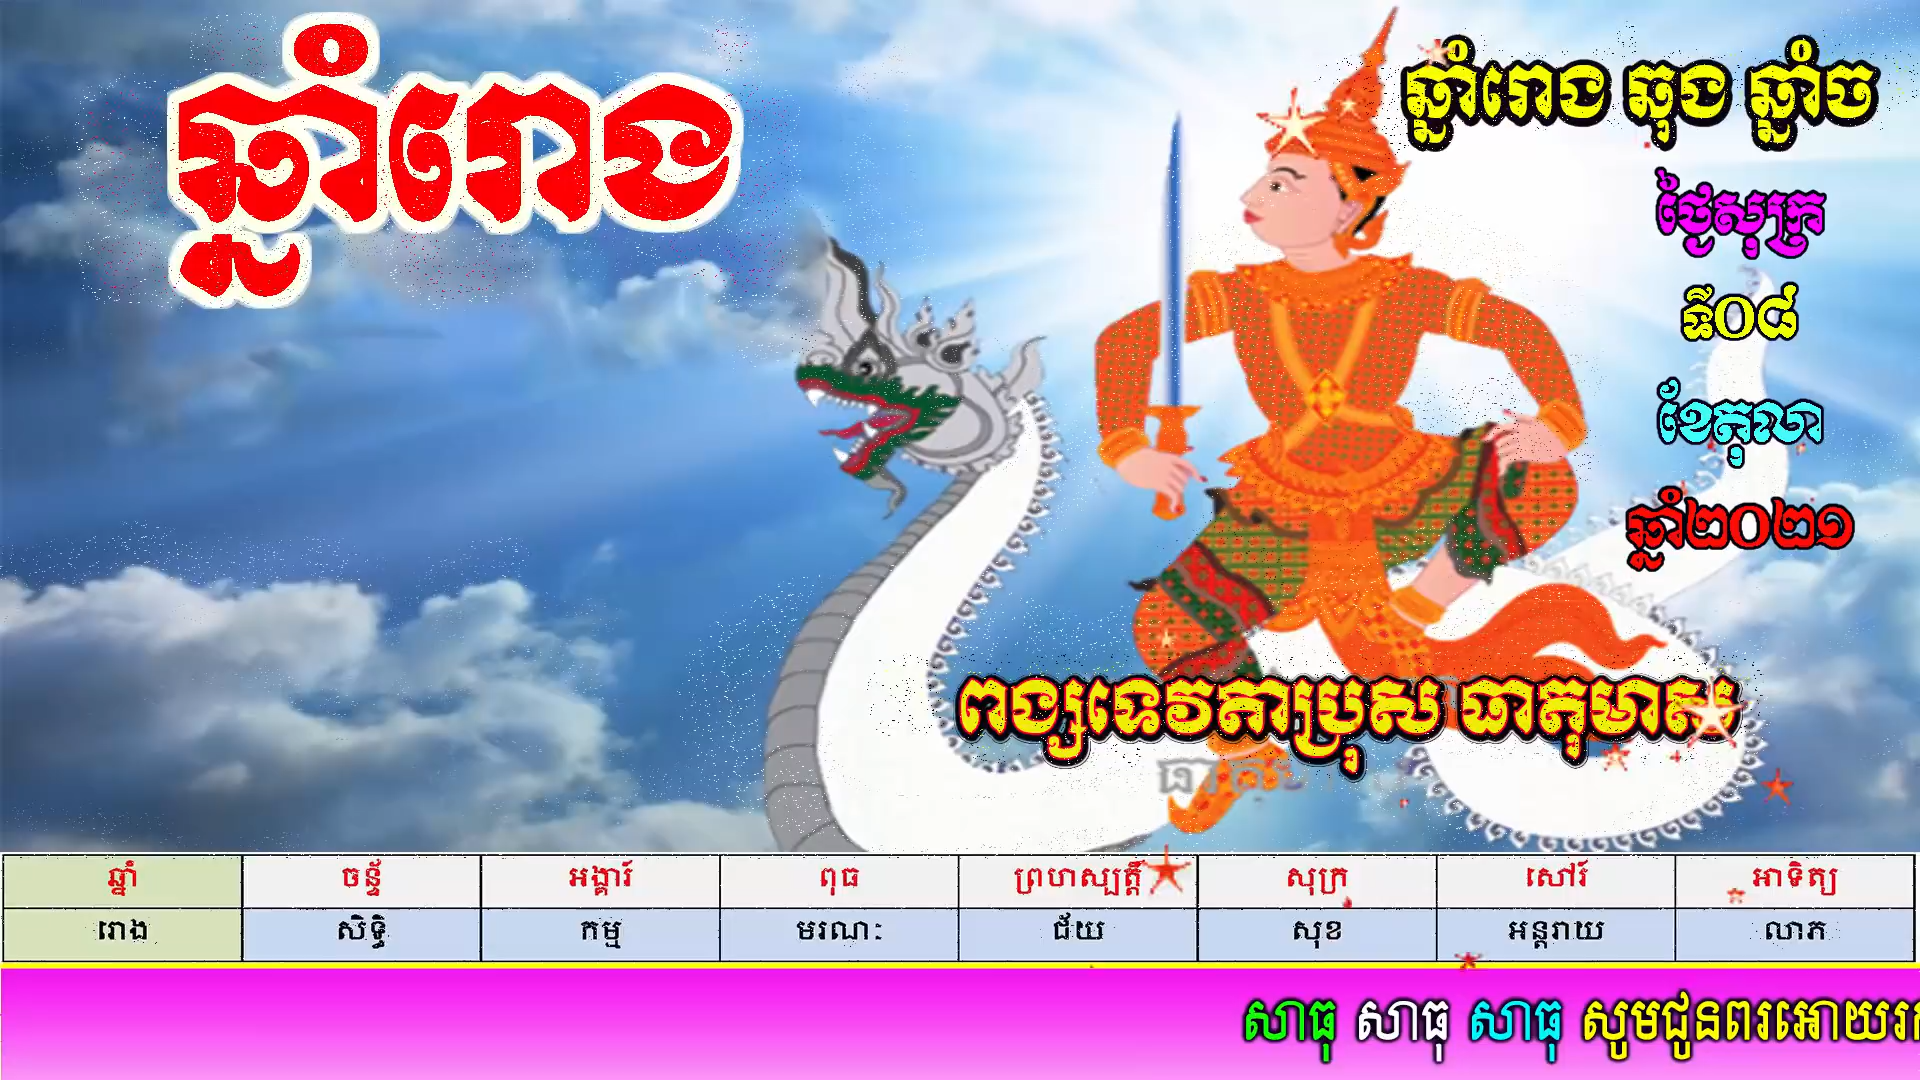 ឆ្នាំរោង
ឆ្នាំរោង ឆុង ឆ្នាំច
ថ្ងៃសុក្រ
ទី០៨
ខែតុលា
ឆ្នាំ២០២១
ពង្សទេវតាប្រុស ធាតុមាស
ឆ្នាំ ចន្ទ័ អង្គារ៍ ពុធ ព្រហស្បត្តិ៍ សុក្រ សៅរ៍ អាទិត្យ
រោង សិទ្ធិ កម្ម មរណៈ ជ័យ សុខ អន្តរាយ លាភ
សាធុ សាធុ សាធុ សូមជូនពរអោយរ